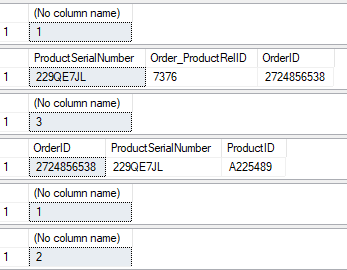 (No column name)
1 1
ProductSerialNumber Order_ProductRelID OrderID
1 229QE7JL 7376 2724856538
(No column name)
1 3
OrderID ProductSerialNumber ProductID
1 2724856538 229QE7JL A225489
(No column name)
1 1
(No column name)
1 2